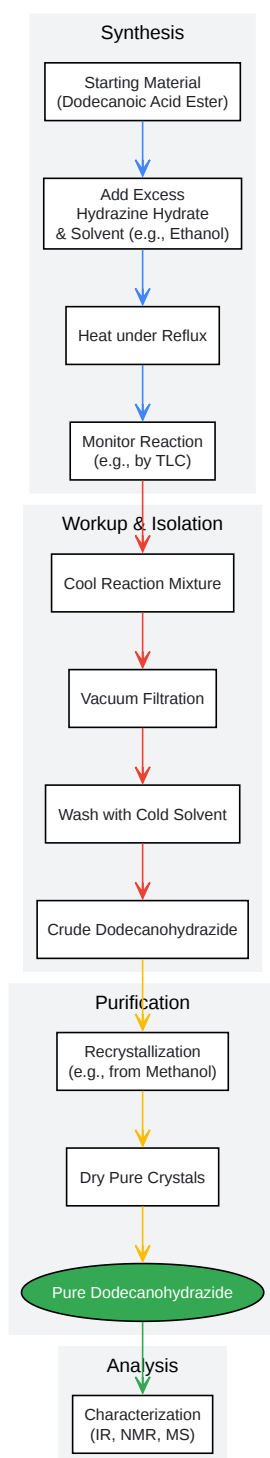 Synthesis
Starting Material
(Dodecanoic Acid Ester)
Add Excess
Hydrazine Hydrate
& Solvent (e.g., Ethanol)
Heat under Reflux
Monitor Reaction
(e.g., by TLC)
Workup & Isolation
Cool Reaction Mixture
Vacuum Filtration
Wash with Cold Solvent
Crude Dodecanohydrazide
Purification
Recrystallization
(e.g., from Methanol)
Dry Pure Crystals
Pure Dodecanohydrazide
Analysis
Characterization
(IR, NMR, MS)